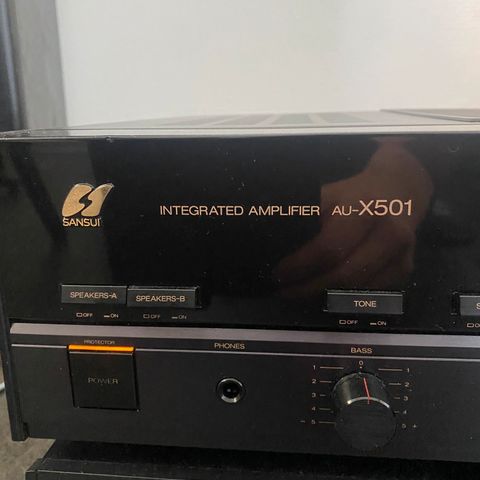 SANSUI
INTEGRATED AMPLIFIER AU-X501
SPEAKERS-A
SPEAKERS-B
TONE
S
OFF ON
OFF ON
OFF ON
OFF
PROTECTOR
POWER
PHONES
BASS
0
1 1
2 2
3 3
4 4
5 - 5 +